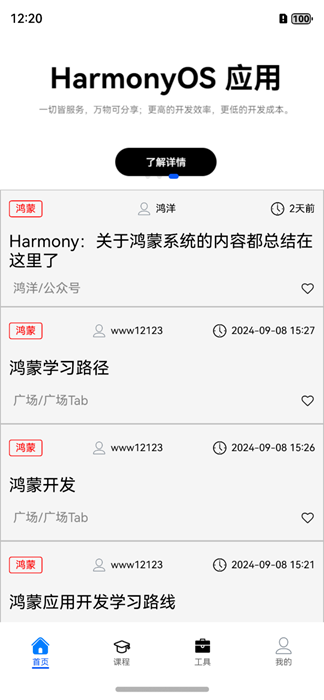 12:20
100
HarmonyOS 应用
一切皆服务，万物可分享；更高的开发效率，更低的开发成本。
了解详情
鸿蒙 鸿洋 2天前
Harmony：关于鸿蒙系统的内容都总结在
这里了
鸿洋/公众号
鸿蒙 www12123 2024-09-08 15:27
鸿蒙学习路径
广场/广场Tab
鸿蒙 www12123 2024-09-08 15:26
鸿蒙开发
广场/广场Tab
鸿蒙 www12123 2024-09-08 15:21
鸿蒙应用开发学习路线
首页 课程 工具 我的